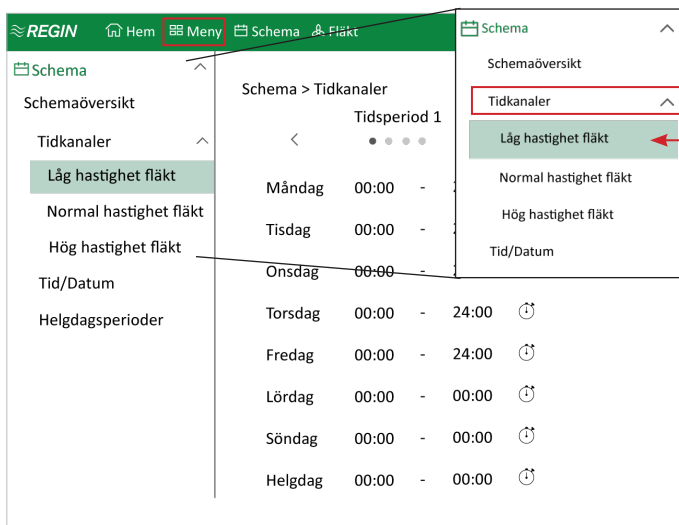 REGIN Hem Meny Schema Fläkt
Schema
Schemaöversikt
Tidkanaler
Låg hastighet fläkt
Normal hastighet fläkt
Hög hastighet fläkt
Tid/Datum
Helgdagsperioder
Schema > Tidkanaler
Tidsperiod 1
Måndag 00:00 -
Tisdag 00:00 -
Onsdag 00:00 -
Torsdag 00:00 - 24:00
Fredag 00:00 - 24:00
Lördag 00:00 - 00:00
Söndag 00:00 - 00:00
Helgdag 00:00 - 00:00
Schema
Schemaöversikt
Tidkanaler
Låg hastighet fläkt
Normal hastighet fläkt
Hög hastighet fläkt
Tid/Datum